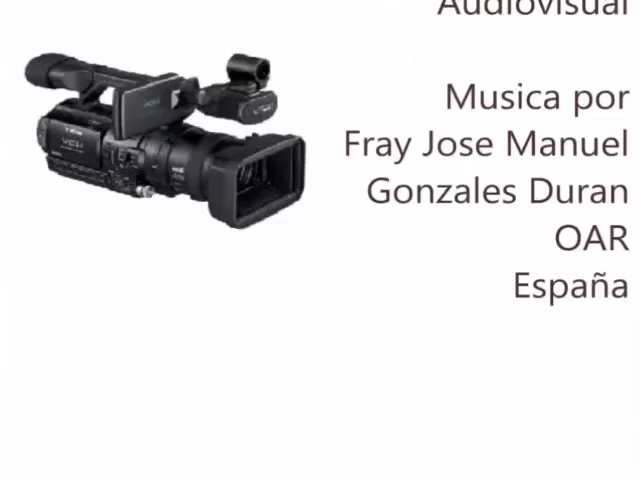 Audiovisual
Musica por
Fray Jose Manuel
Gonzales Duran
OAR
España